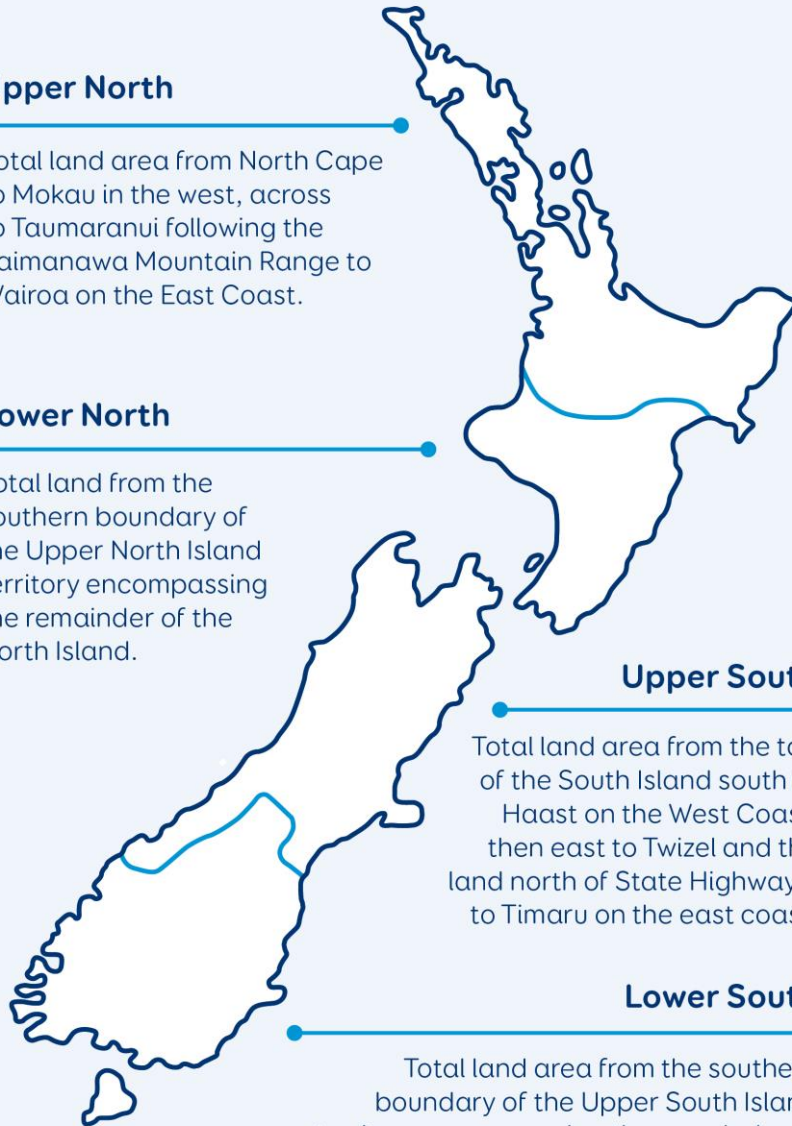 pper North
otal land area from North Cape
o Mokau in the west, across
o Taumaranui following the
aimanawa Mountain Range to
airoa on the East Coast.
ower North
otal land from the
outhern boundary of
he Upper North Island
erritory encompassing
he remainder of the
orth Island.
Upper Sout
Total land area from the to
of the South Island south
Haast on the West Coas
then east to Twizel and th
land north of State Highway
to Timaru on the east coas
Lower Sout
Total land area from the southe
boundary of the Upper South Islan